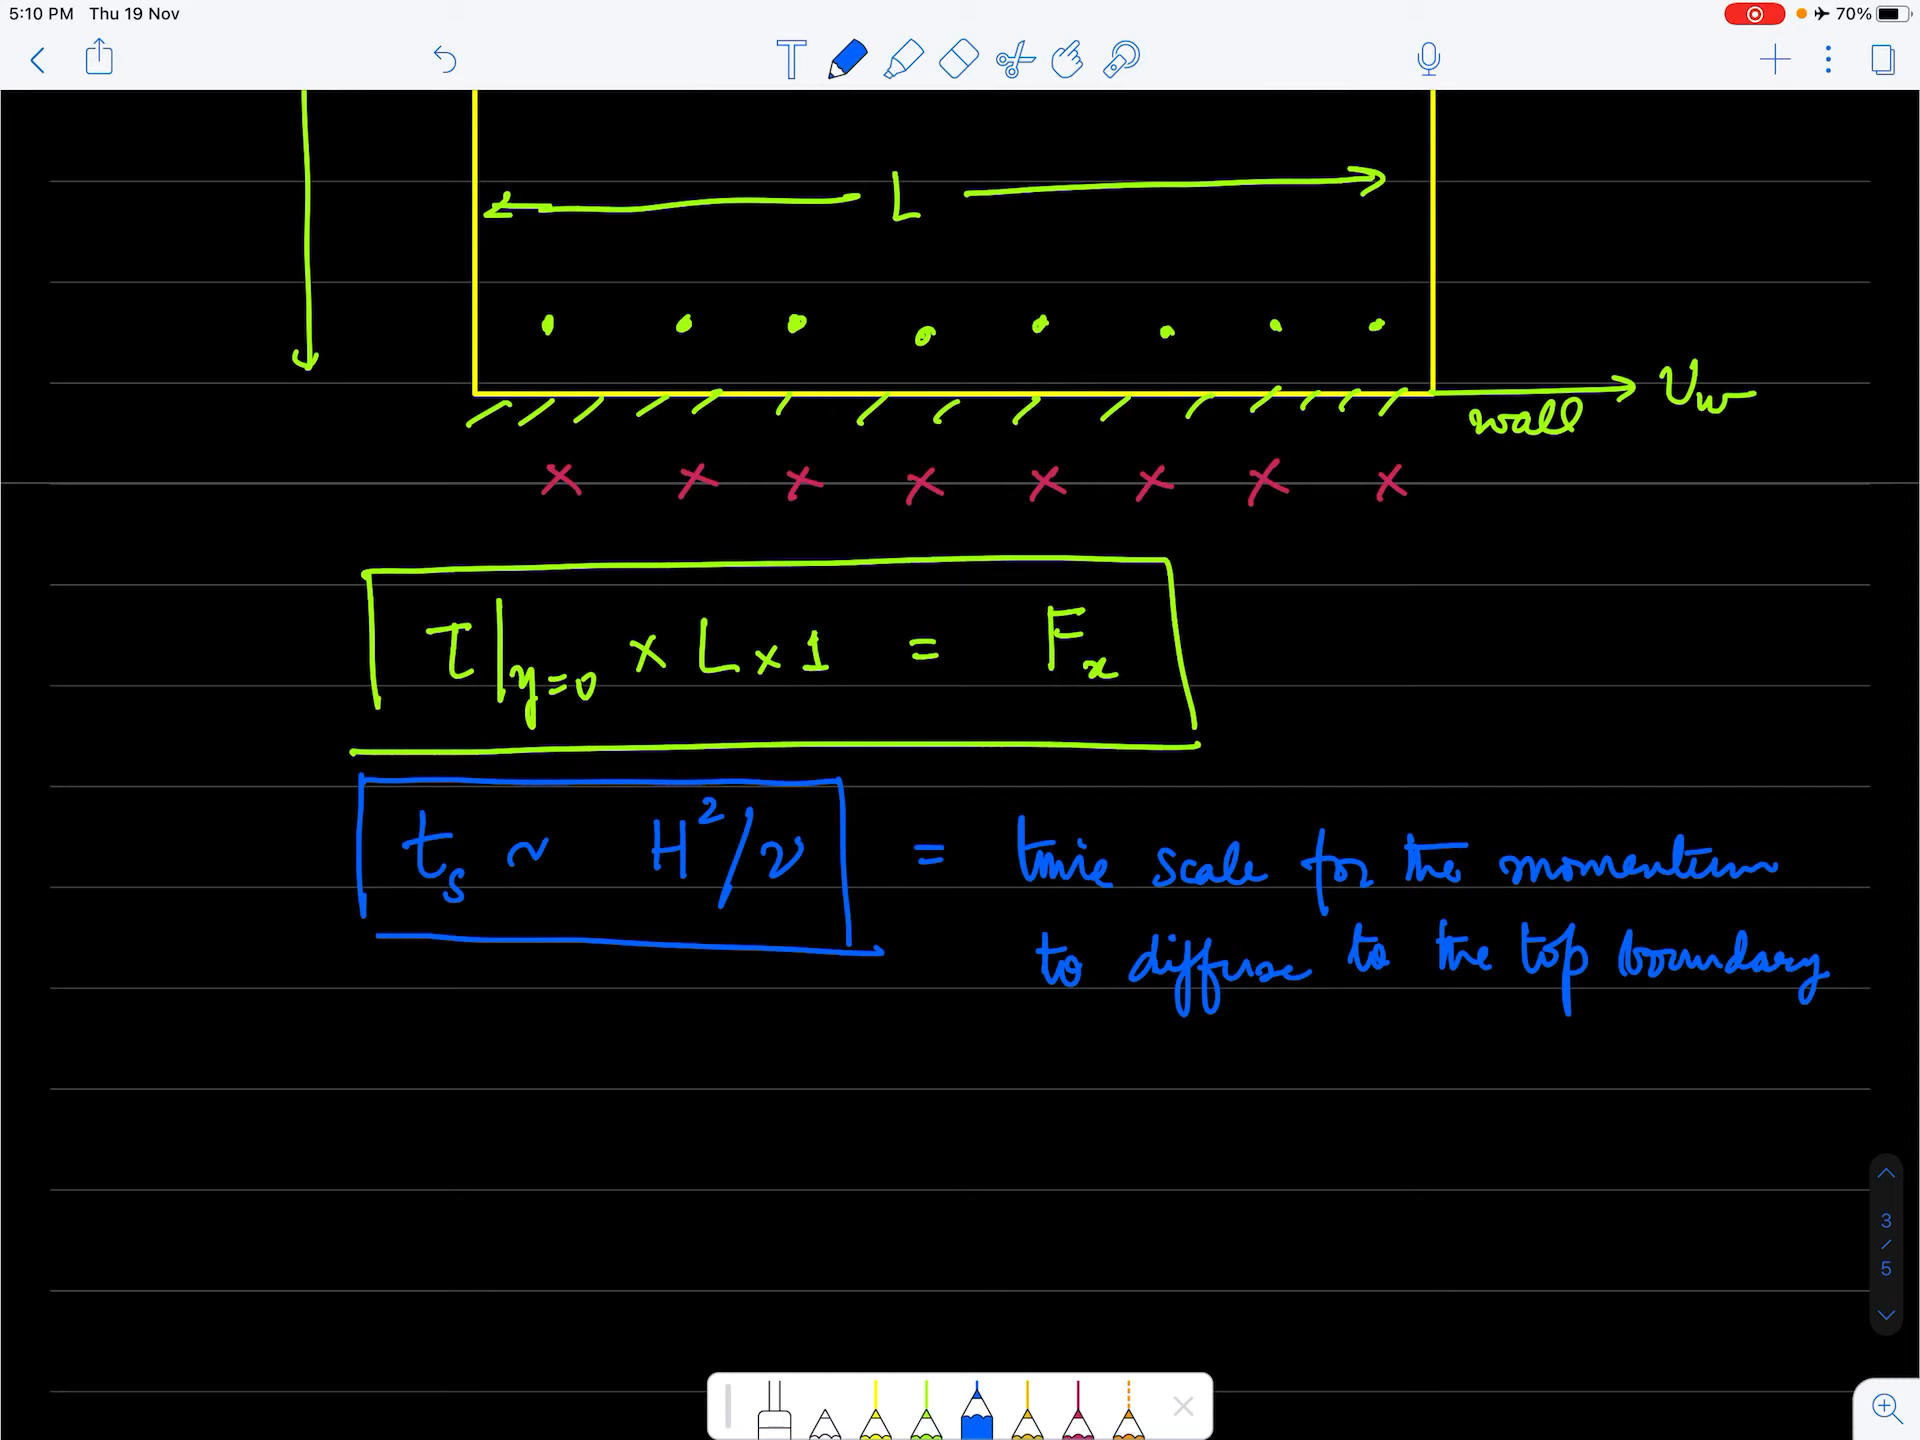 5:10 PM Thu 19 Nov 70%
L
U_w
wall
τ|_{y=0} × L × 1 = F_x
t_s ~ H²/ν = time scale for the momentum
to diffuse to the top boundary
3
/
5